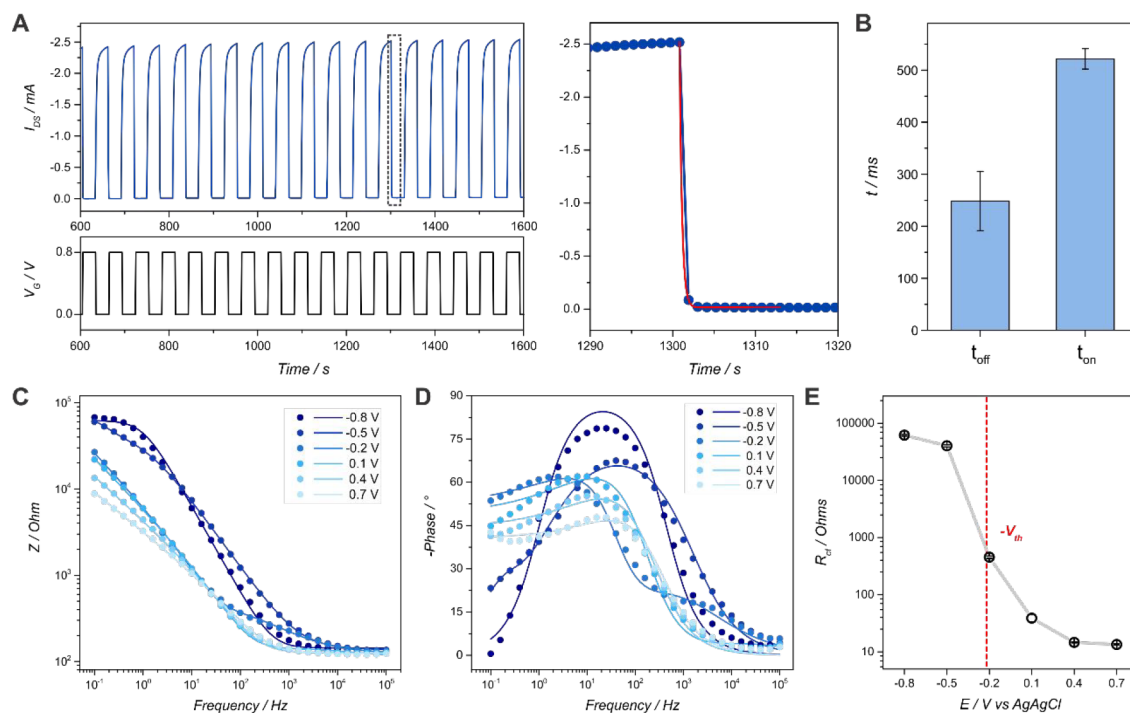 A
-2.5
-2.0
-1.5
-1.0
-0.5
0.0
I_DS / mA
600 800 1000 1200 1400 1600
0.8
0.0
V_G / V
600 800 1000 1200 1400 1600
Time / s
-2.5
-2.0
-1.5
-1.0
-0.5
0.0
1290 1300 1310 1320
Time / s
B
500
400
300
200
100
0
t / ms
t_off t_on
C
10^5
10^4
10^3
10^2
Z / Ohm
-0.8 V
-0.5 V
-0.2 V
0.1 V
0.4 V
0.7 V
10^-1 10^0 10^1 10^2 10^3 10^4 10^5
Frequency / Hz
D
90
75
60
45
30
15
0
-Phase / °
-0.8 V
-0.5 V
-0.2 V
0.1 V
0.4 V
0.7 V
10^-1 10^0 10^1 10^2 10^3 10^4 10^5
Frequency / Hz
E
100000
10000
1000
100
10
R_ct / Ohms
-V_th
-0.8 -0.5 -0.2 0.1 0.4 0.7
E / V vs AgAgCl